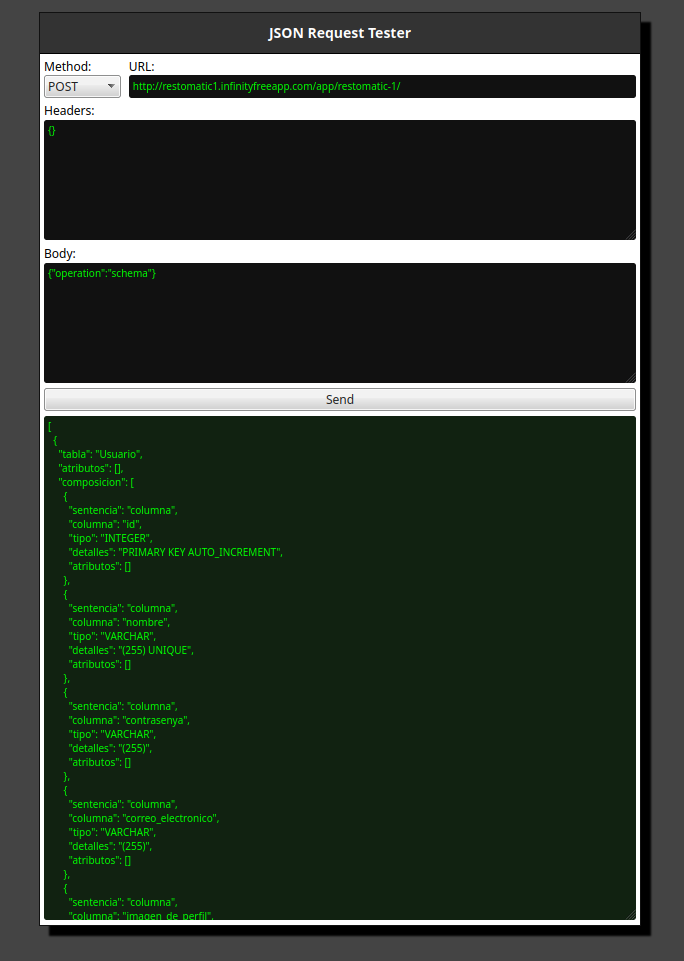 JSON Request Tester
Method:
URL:
POST
http://restomatic1.infinityfreeapp.com/app/restomatic-1/
Headers:
{}
Body:
{"operation":"schema"}
Send
[
{
"tabla": "Usuario",
"atributos": [],
"composicion": [
{
"sentencia": "columna",
"columna": "id",
"tipo": "INTEGER",
"detalles": "PRIMARY KEY AUTO_INCREMENT",
"atributos": []
},
{
"sentencia": "columna",
"columna": "nombre",
"tipo": "VARCHAR",
"detalles": "(255) UNIQUE",
"atributos": []
},
{
"sentencia": "columna",
"columna": "contrasenya",
"tipo": "VARCHAR",
"detalles": "(255)",
"atributos": []
},
{
"sentencia": "columna",
"columna": "correo_electronico",
"tipo": "VARCHAR",
"detalles": "(255)",
"atributos": []
},
{
"sentencia": "columna",
"columna": "imagen_de_perfil",